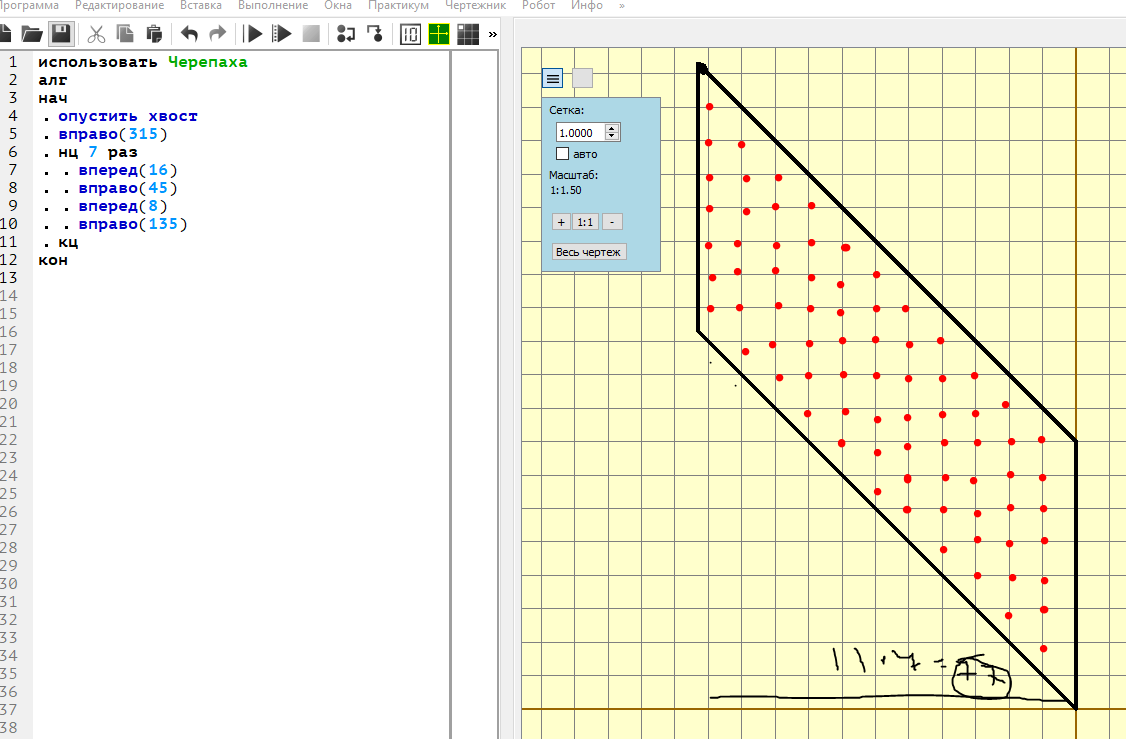 Программа Редактирование Вставка Выполнение Окна Практикум Чертежник Робот Инфо »
»
1 использовать Черепаха
2 алг
3 нач
4 . опустить хвост
5 . вправо(315)
6 . нц 7 раз
7 . . вперед(16)
8 . . вправо(45)
9 . . вперед(8)
10 . . вправо(135)
11 . кц
12 кон
13
14
15
16
17
18
19
20
21
22
23
24
25
26
27
28
29
30
31
32
33
34
35
36
37
38
Сетка:
1.0000
авто
Масштаб:
1:1.50
+ 1:1 -
Весь чертеж
11·7=77